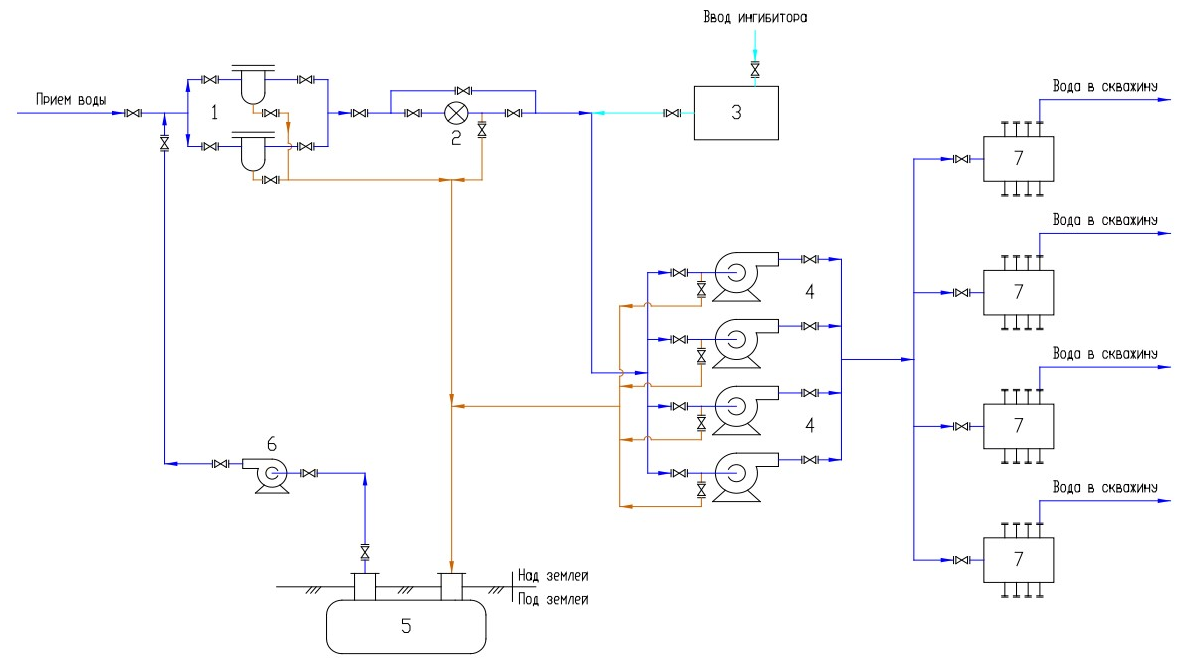 Ввод ингибитора
Прием воды
1
2
3
Вода в скважину
7
Вода в скважину
7
4
Вода в скважину
7
4
6
Вода в скважину
7
Над землей
Под землей
5